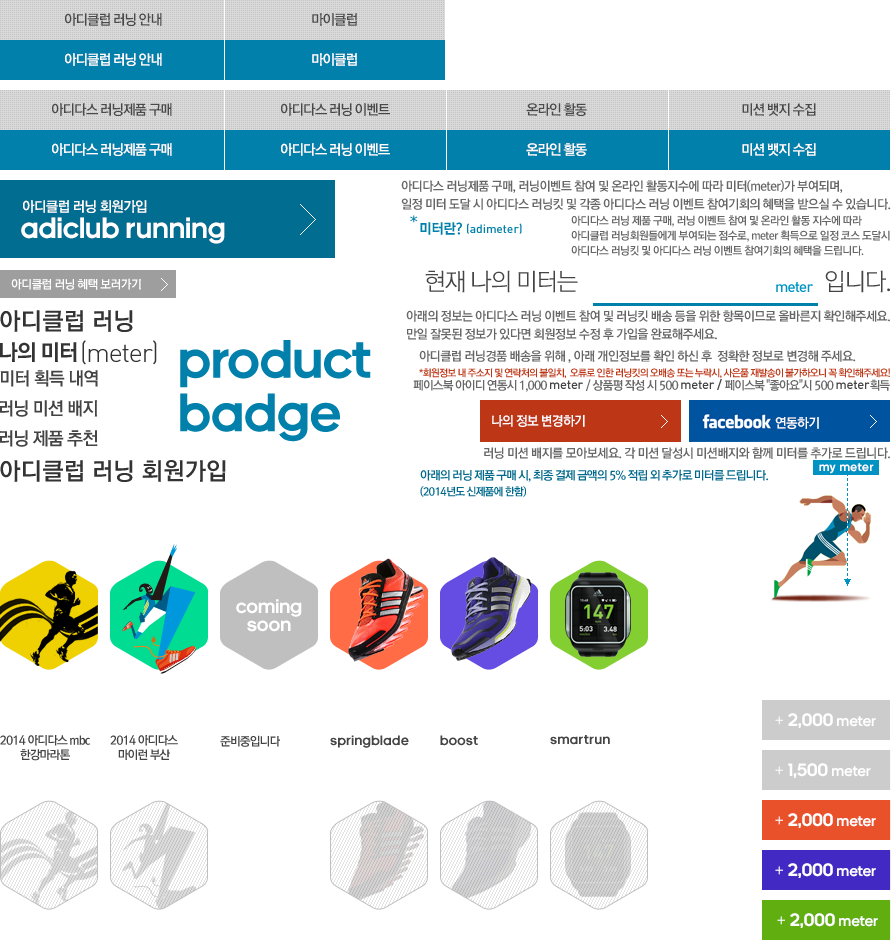 아디클럽 러닝 안내 마이클럽
아디클럽 러닝 안내 마이클럽
아디다스 러닝제품 구매 아디다스 러닝 이벤트 온라인 활동 미션 뱃지 수집
아디다스 러닝제품 구매 아디다스 러닝 이벤트 온라인 활동 미션 뱃지 수집
아디클럽 러닝 회원가입
adiclub running
아디다스 러닝제품 구매, 러닝이벤트 참여 및 온라인 활동지수에 따라 미터(meter)가 부여되며,
일정 미터 도달 시 아디다스 러닝킷 및 각종 아디다스 러닝 이벤트 참여기회의 혜택을 받으실 수 있습니다.
*미터란? (adimeter)
아디다스 러닝 제품 구매, 러닝 이벤트 참여 및 온라인 활동 지수에 따라
아디클럽 러닝회원들에게 부여되는 점수로, meter 획득으로 일정 코스 도달시
아디다스 러닝킷 및 아디다스 러닝 이벤트 참여기회의 혜택을 드립니다.
아디클럽 러닝 혜택 보러가기
현재 나의 미터는 meter 입니다.
아디클럽 러닝
나의 미터(meter)
미터 획득 내역
러닝 미션 배지
러닝 제품 추천
아디클럽 러닝 회원가입
product
badge
아래의 정보는 아디다스 러닝 이벤트 참여 및 러닝킷 배송 등을 위한 항목이므로 올바른지 확인해주세요.
만일 잘못된 정보가 있다면 회원정보 수정 후 가입을 완료해주세요.
아디클럽 러닝경품 배송을 위해 , 아래 개인정보를 확인 하신 후 정확한 정보로 변경해 주세요.
*회원정보 내 주소지 및 연락처의 불일치, 오류로 인한 러닝킷의 오배송 또는 누락시, 사은품 재발송이 불가하오니 꼭 확인해주세요!
페이스북 아이디 연동시 1,000 meter / 상품평 작성 시 500 meter / 페이스북 "좋아요"시 500 meter획득
나의 정보 변경하기
facebook 연동하기
러닝 미션 배지를 모아보세요. 각 미션 달성시 미션배지와 함께 미터를 추가로 드립니다.
my meter
아래의 러닝 제품 구매 시, 최종 결제 금액의 5% 적립 외 추가로 미터를 드립니다.
(2014년도 신제품에 한함)
coming
soon
adidas
147
5:03 3.48
2014 아디다스 mbc
한강마라톤
2014 아디다스
마이런 부산
준비중입니다
springblade
boost
smartrun
+ 2,000 meter
+ 1,500 meter
+ 2,000 meter
+ 2,000 meter
+ 2,000 meter